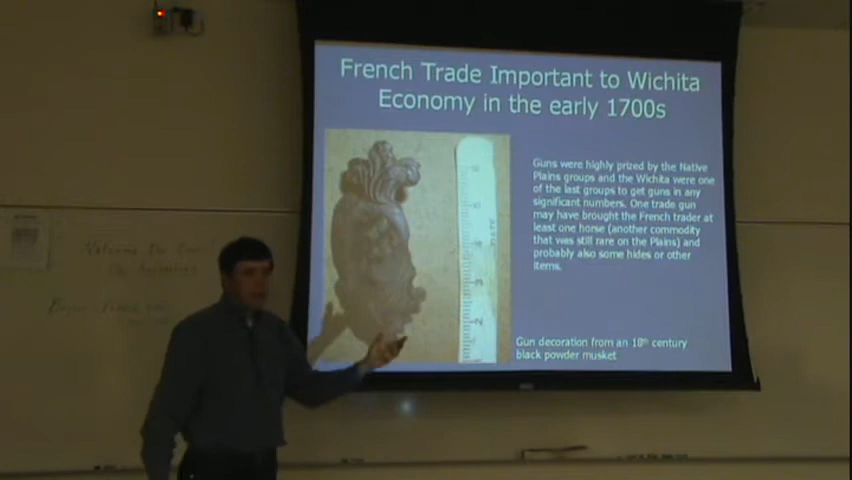 French Trade Important to Wichita
Economy in the early 1700s
Guns were highly prized by the Native
Plains groups and the Wichita were one
of the last groups to get guns in any
significant numbers. One trade gun
may have brought the French trader at
least one horse (another commodity
that was still rare on the Plains) and
probably also some hides or other
items.
Gun decoration from an 18th century
black powder musket
Welcome